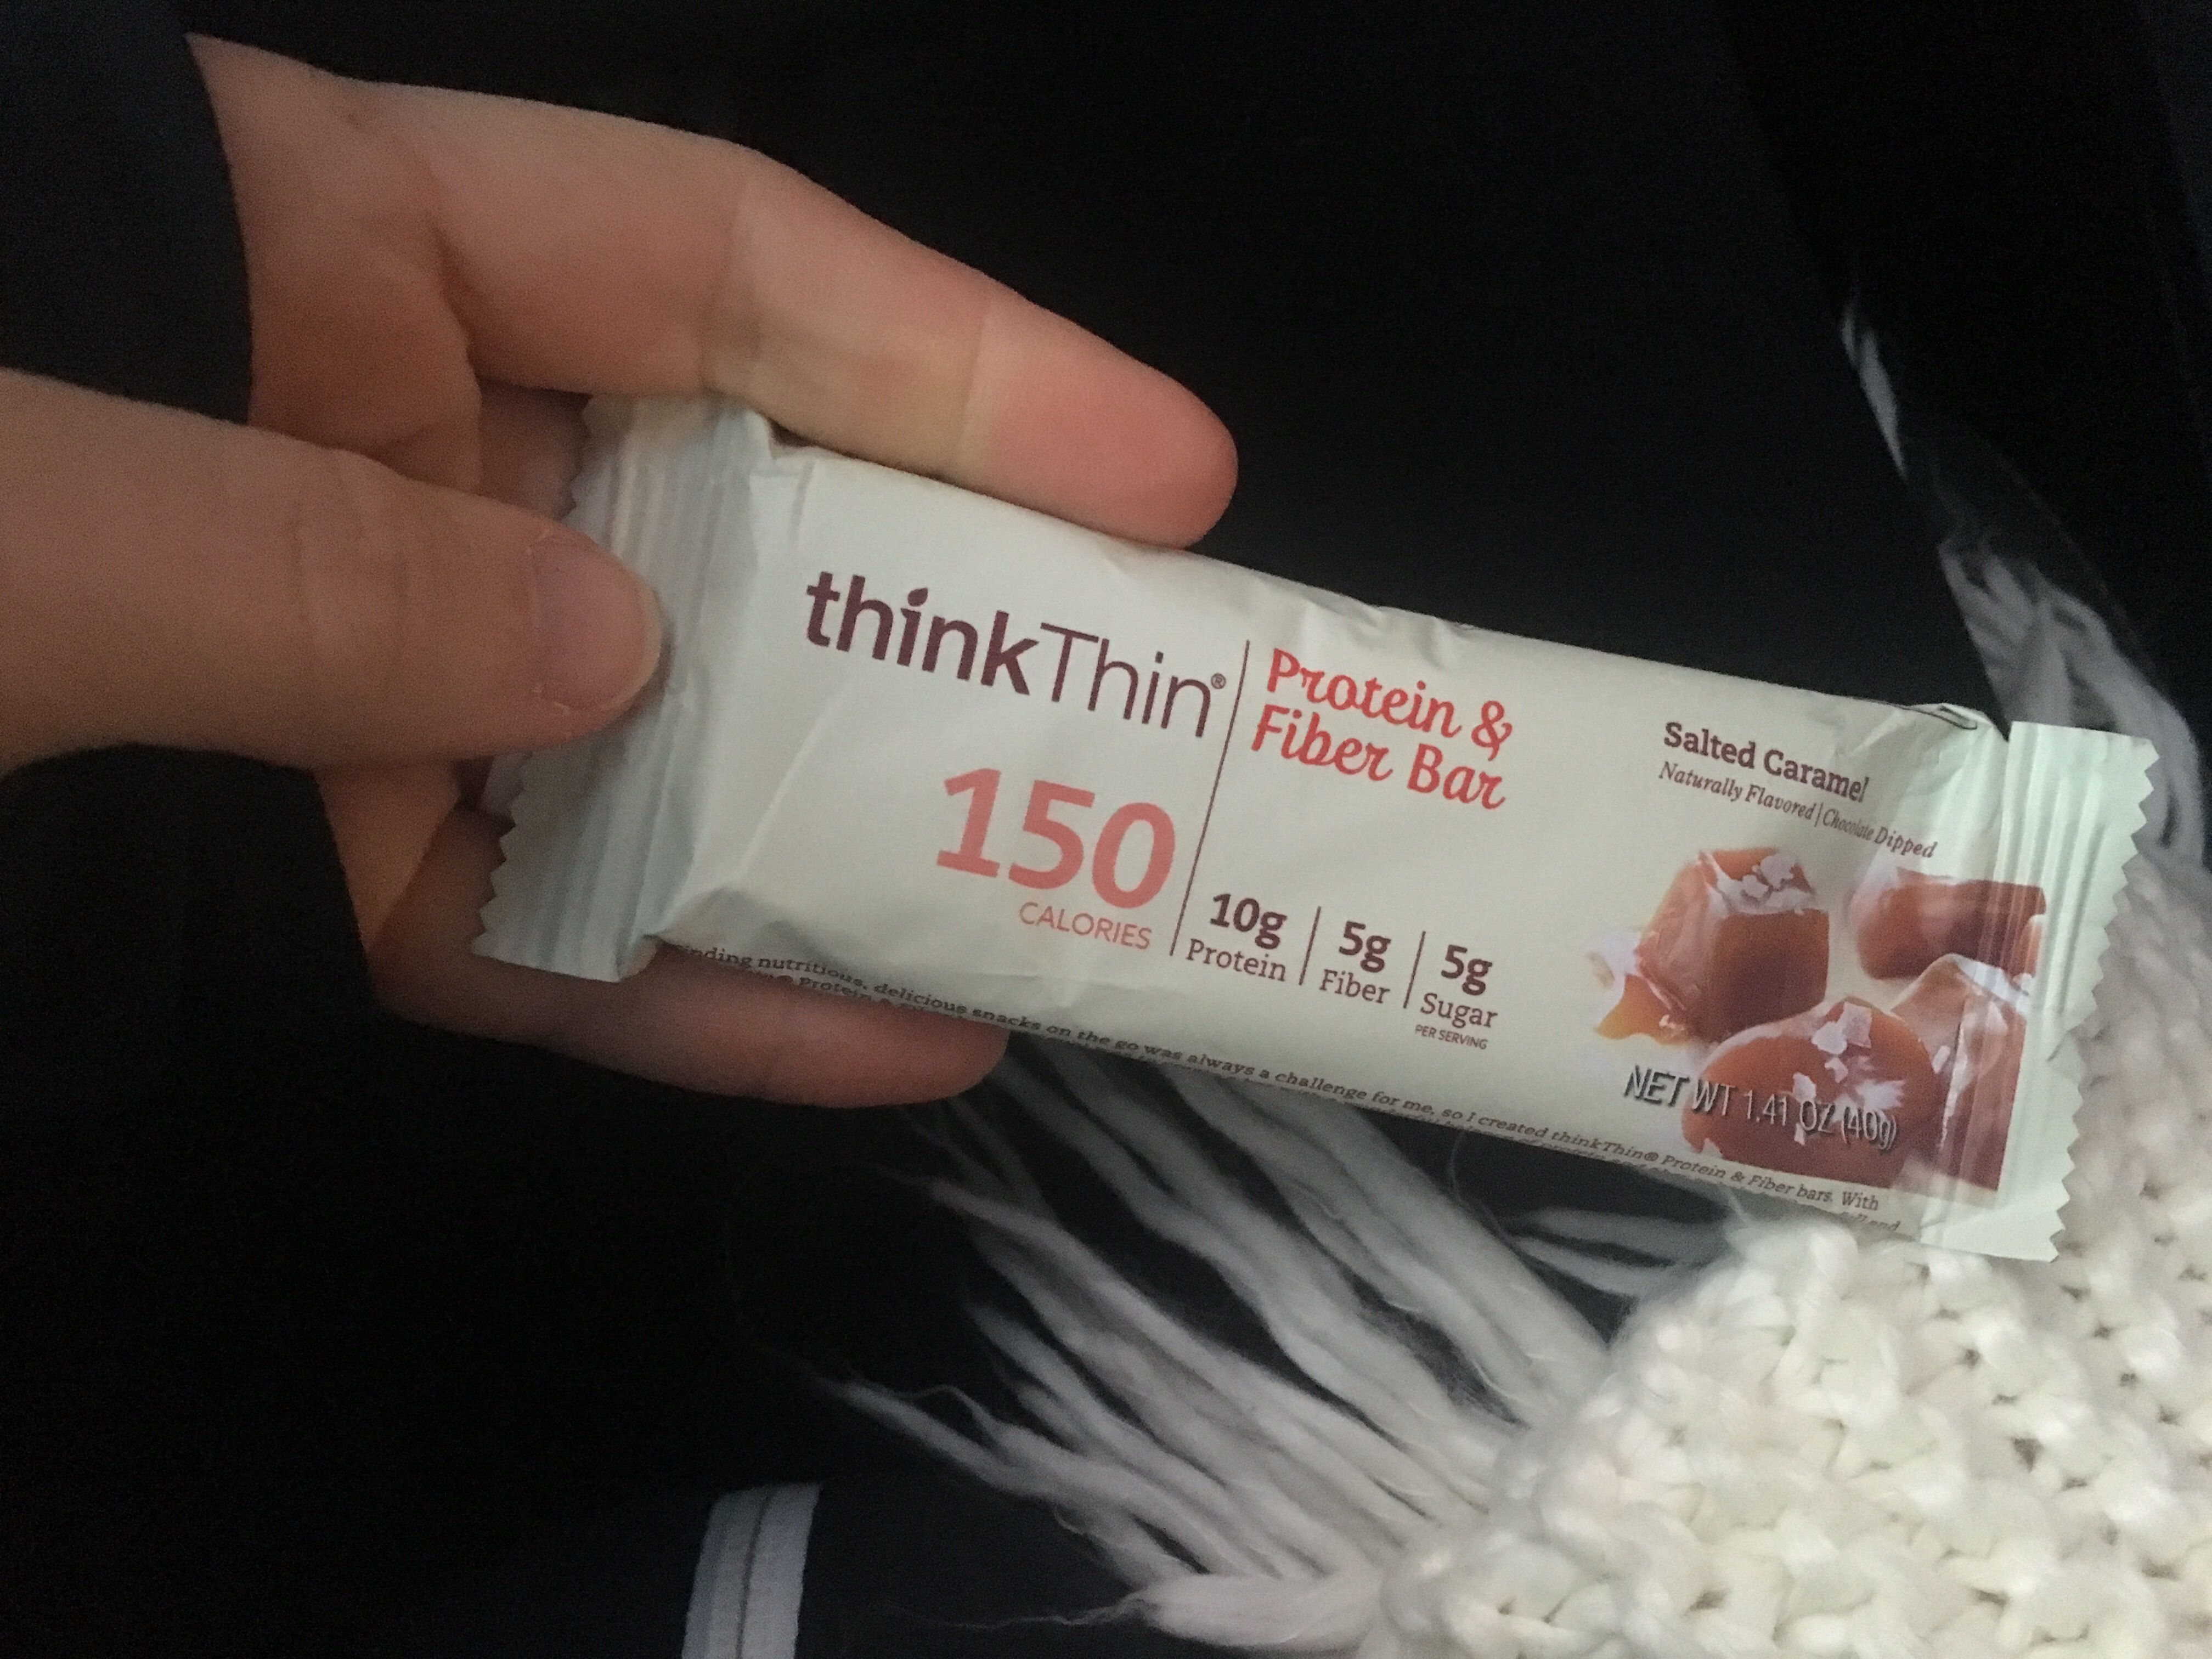 thinkThin®
Protein &
Fiber Bar
150
CALORIES
10g
Protein
5g
Fiber
5g
Sugar
PER SERVING
Salted Caramel
Naturally Flavored | Chocolate Dipped
NET WT 1.41 OZ (40g)
nutritious, delicious snacks on the go was always a challenge for me, so I created thinkThin® Protein & Fiber bars. With